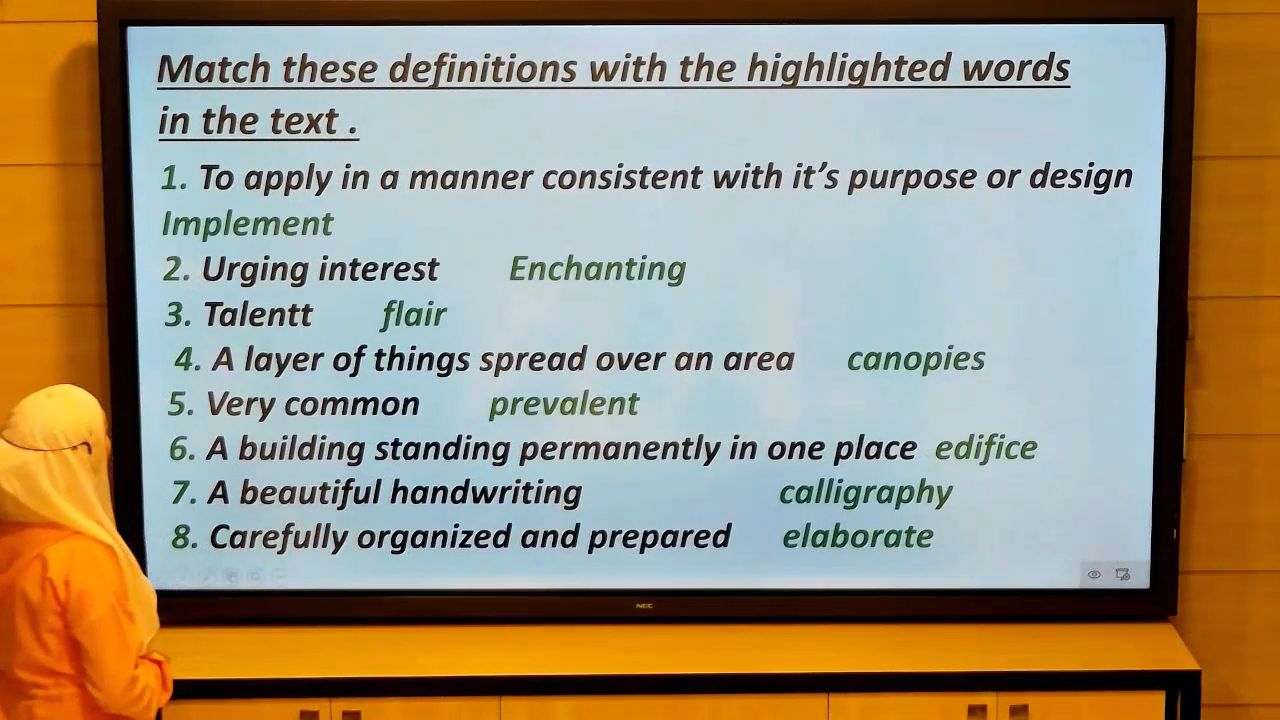 Match these definitions with the highlighted words
in the text .
1. To apply in a manner consistent with it’s purpose or design
Implement
2. Urging interest Enchanting
3. Talentt flair
4. A layer of things spread over an area canopies
5. Very common prevalent
6. A building standing permanently in one place edifice
7. A beautiful handwriting calligraphy
8. Carefully organized and prepared elaborate
NEC